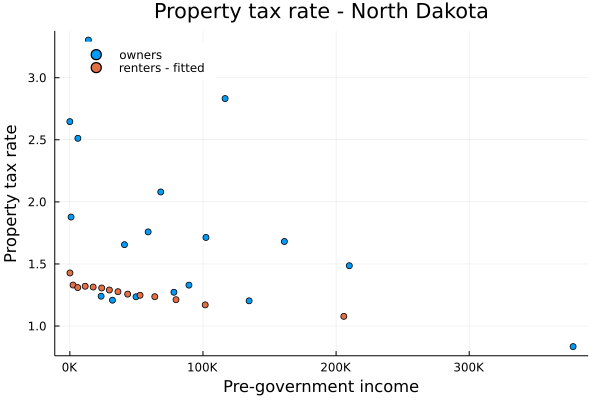 Property tax rate - North Dakota
owners
renters - fitted
3.0
2.5
2.0
1.5
1.0
Property tax rate
0K 100K 200K 300K
Pre-government income